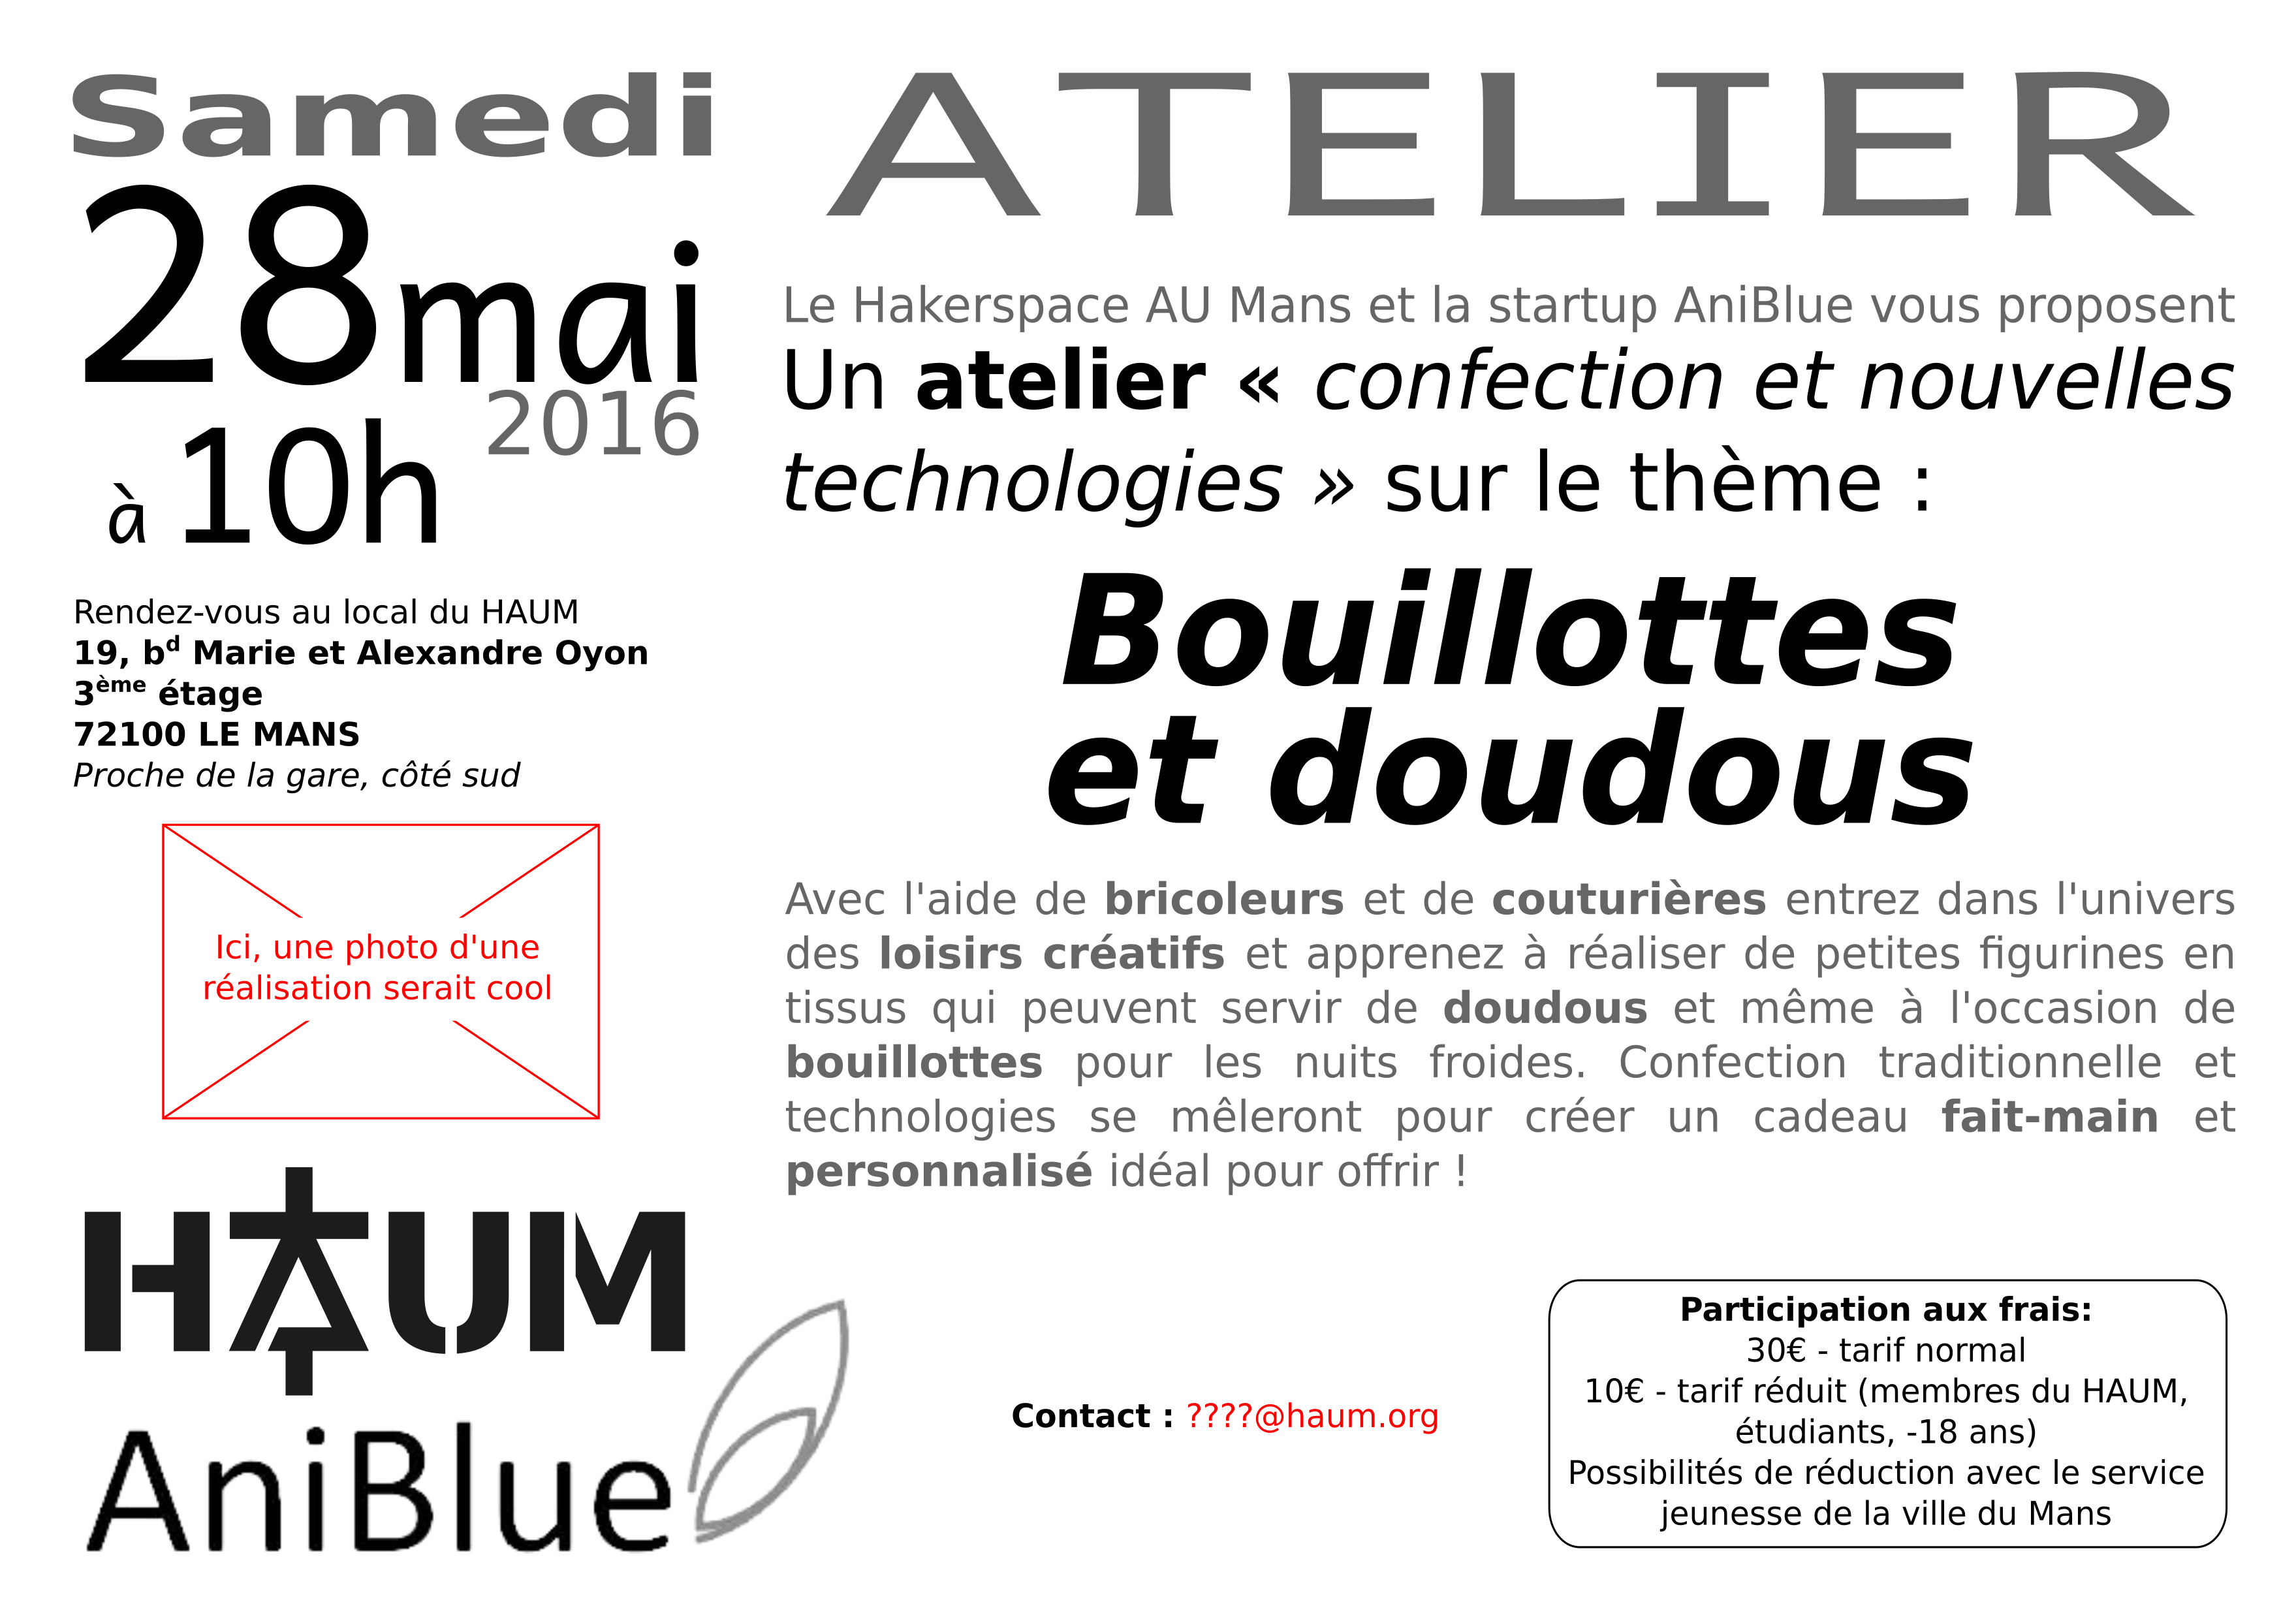 Samedi
28mai
2016
à 10h
Rendez-vous au local du HAUM
19, bd Marie et Alexandre Oyon
3ème étage
72100 LE MANS
Proche de la gare, côté sud
Ici, une photo d'une
réalisation serait cool
HAUM
AniBlue
ATELIER
Le Hakerspace AU Mans et la startup AniBlue vous proposent
Un atelier « confection et nouvelles
technologies » sur le thème :
Bouillottes
et doudous
Avec l'aide de bricoleurs et de couturières entrez dans l'univers
des loisirs créatifs et apprenez à réaliser de petites figurines en
tissus qui peuvent servir de doudous et même à l'occasion de
bouillottes pour les nuits froides. Confection traditionnelle et
technologies se mêleront pour créer un cadeau fait-main et
personnalisé idéal pour offrir !
Contact : ????@haum.org
Participation aux frais:
30€ - tarif normal
10€ - tarif réduit (membres du HAUM,
étudiants, -18 ans)
Possibilités de réduction avec le service
jeunesse de la ville du Mans